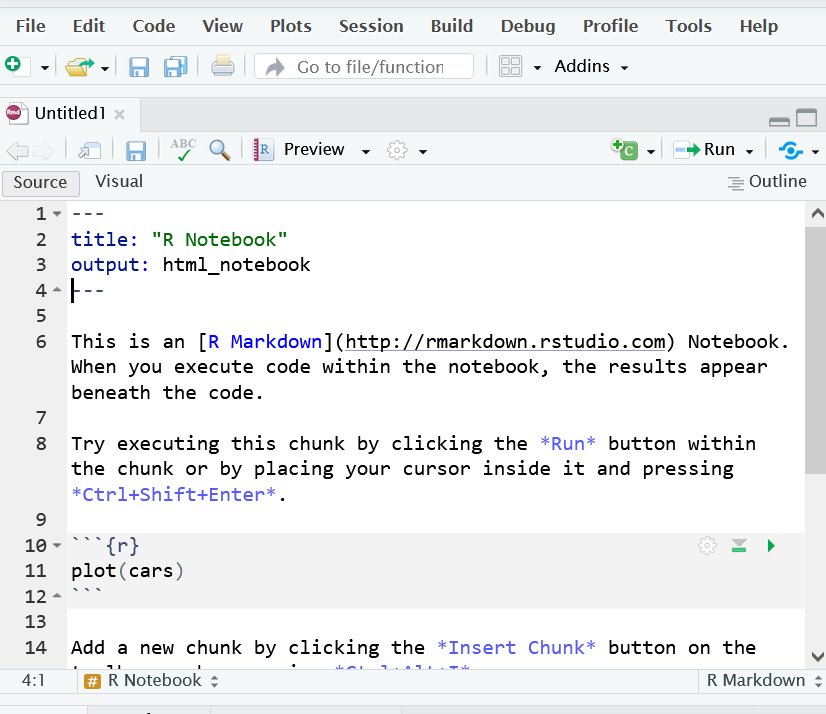 File Edit Code View Plots Session Build Debug Profile Tools Help
Go to file/function Addins
Rmd Untitled1
ABC R Preview C Run
Source Visual Outline
1 ---
2 title: "R Notebook"
3 output: html_notebook
4 ---
5
6 This is an [R Markdown](http://rmarkdown.rstudio.com) Notebook.
When you execute code within the notebook, the results appear
beneath the code.
7
8 Try executing this chunk by clicking the *Run* button within
the chunk or by placing your cursor inside it and pressing
*Ctrl+Shift+Enter*.
9
10 ```{r}
11 plot(cars)
12 ```
13
14 Add a new chunk by clicking the *Insert Chunk* button on the
4:1 # R Notebook R Markdown